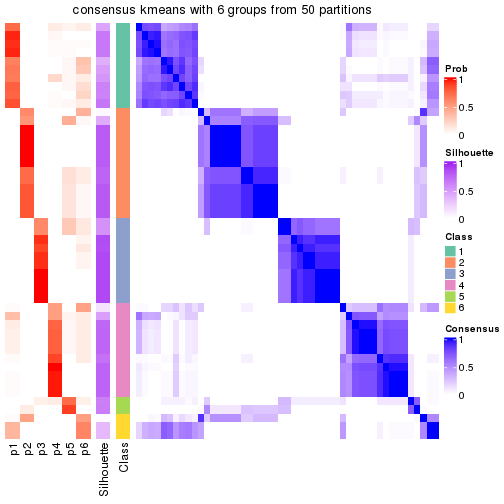 consensus kmeans with 6 groups from 50 partitions
Prob
1
0.5
0
Silhouette
1
0.5
0
Class
1
2
3
4
5
6
Consensus
1
0.5
0
p1
p2
p3
p4
p5
p6
Silhouette
Class